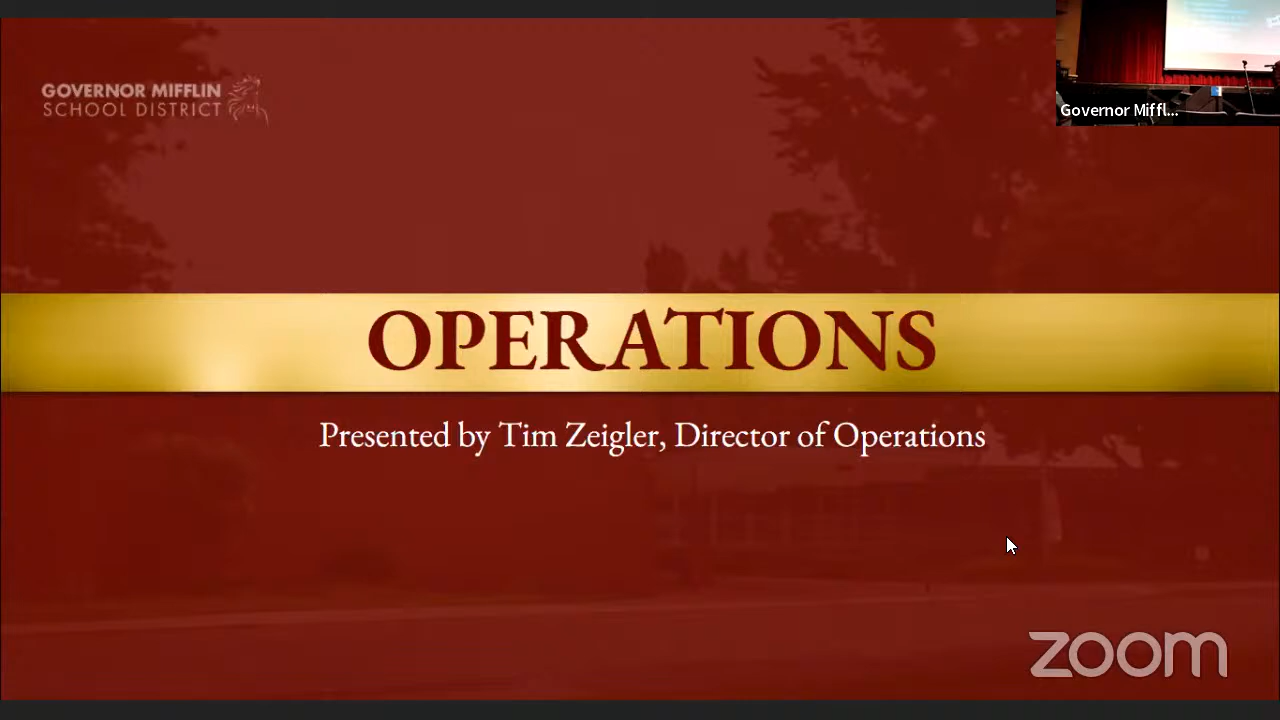 GOVERNOR MIFFLIN
SCHOOL DISTRICT
Governor Miffl...
OPERATIONS
Presented by Tim Zeigler, Director of Operations
zoom